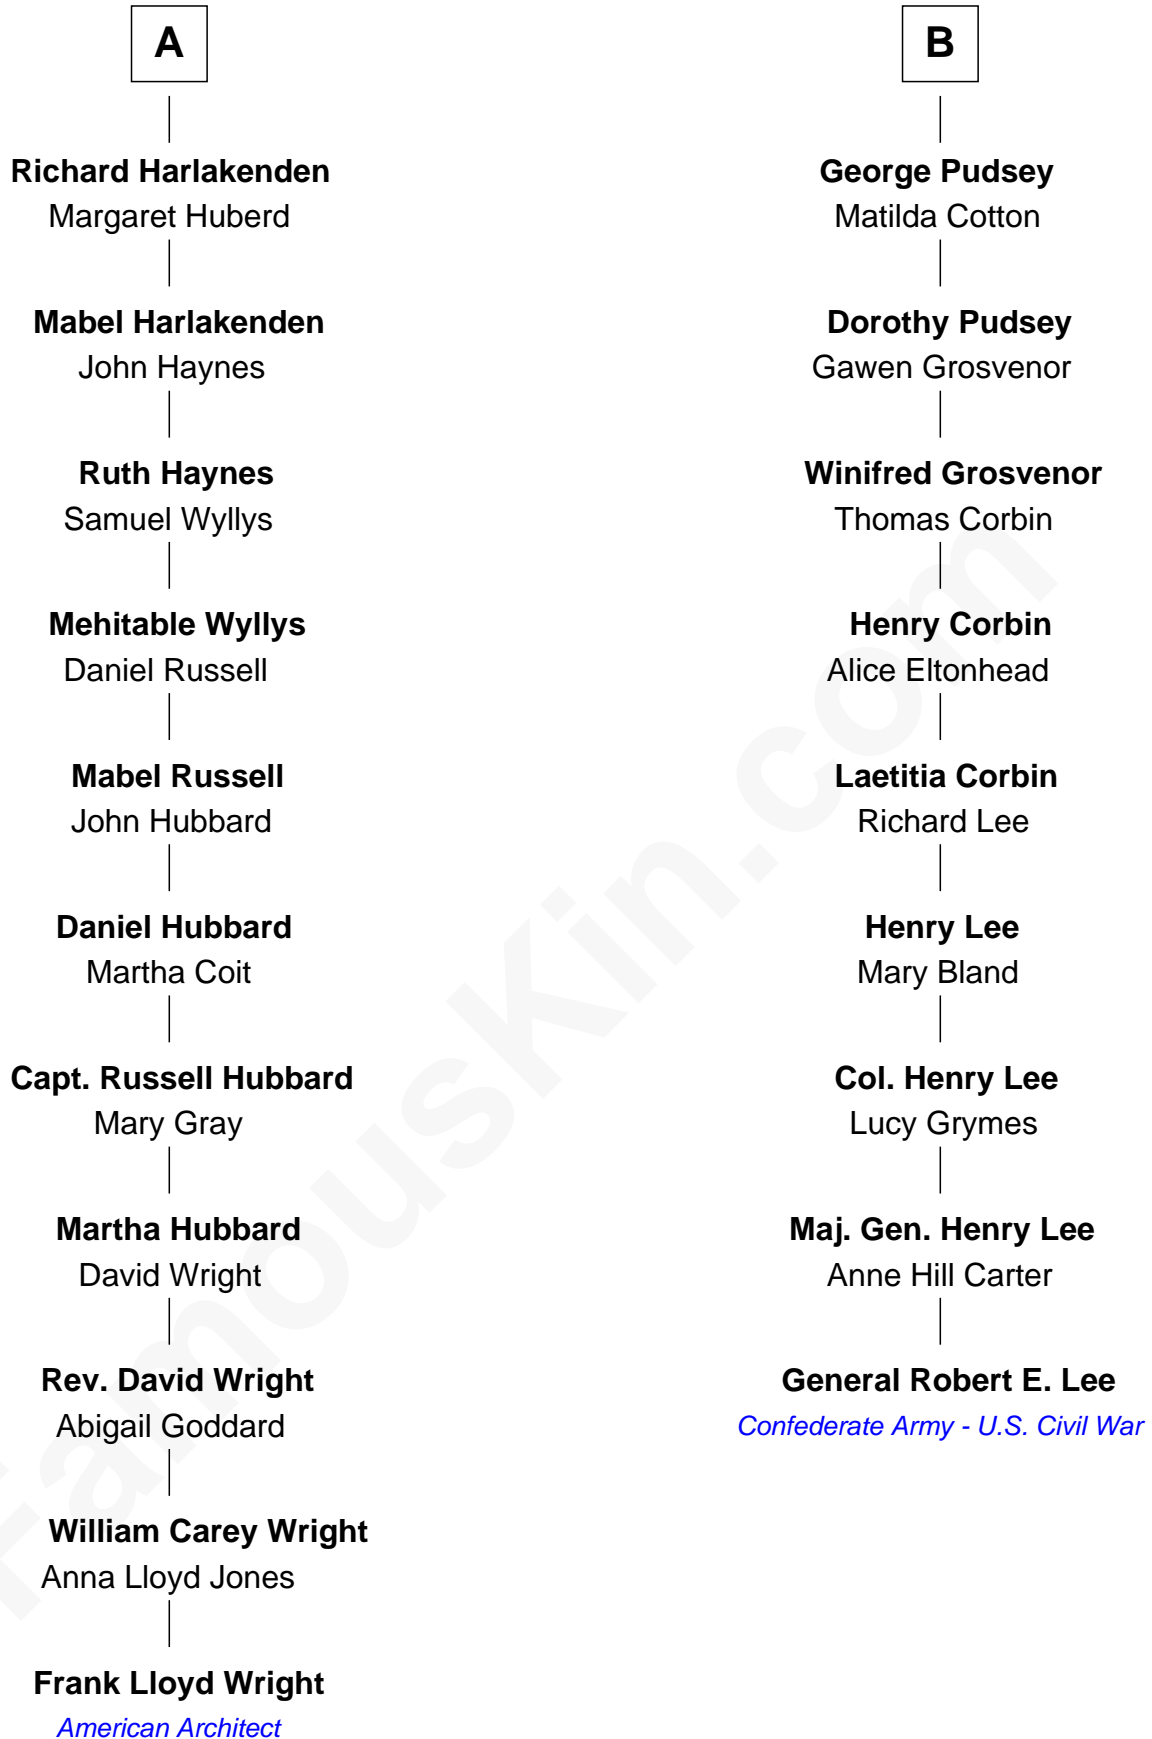 A
Richard Harlakenden
Margaret Huberd
Mabel Harlakenden
John Haynes
Ruth Haynes
Samuel Wyllys
Mehitable Wyllys
Daniel Russell
Mabel Russell
John Hubbard
Daniel Hubbard
Martha Coit
Capt. Russell Hubbard
Mary Gray
Martha Hubbard
David Wright
Rev. David Wright
Abigail Goddard
William Carey Wright
Anna Lloyd Jones
Frank Lloyd Wright
American Architect
B
George Pudsey
Matilda Cotton
Dorothy Pudsey
Gawen Grosvenor
Winifred Grosvenor
Thomas Corbin
Henry Corbin
Alice Eltonhead
Laetitia Corbin
Richard Lee
Henry Lee
Mary Bland
Col. Henry Lee
Lucy Grymes
Maj. Gen. Henry Lee
Anne Hill Carter
General Robert E. Lee
Confederate Army - U.S. Civil War
FamousKin.com